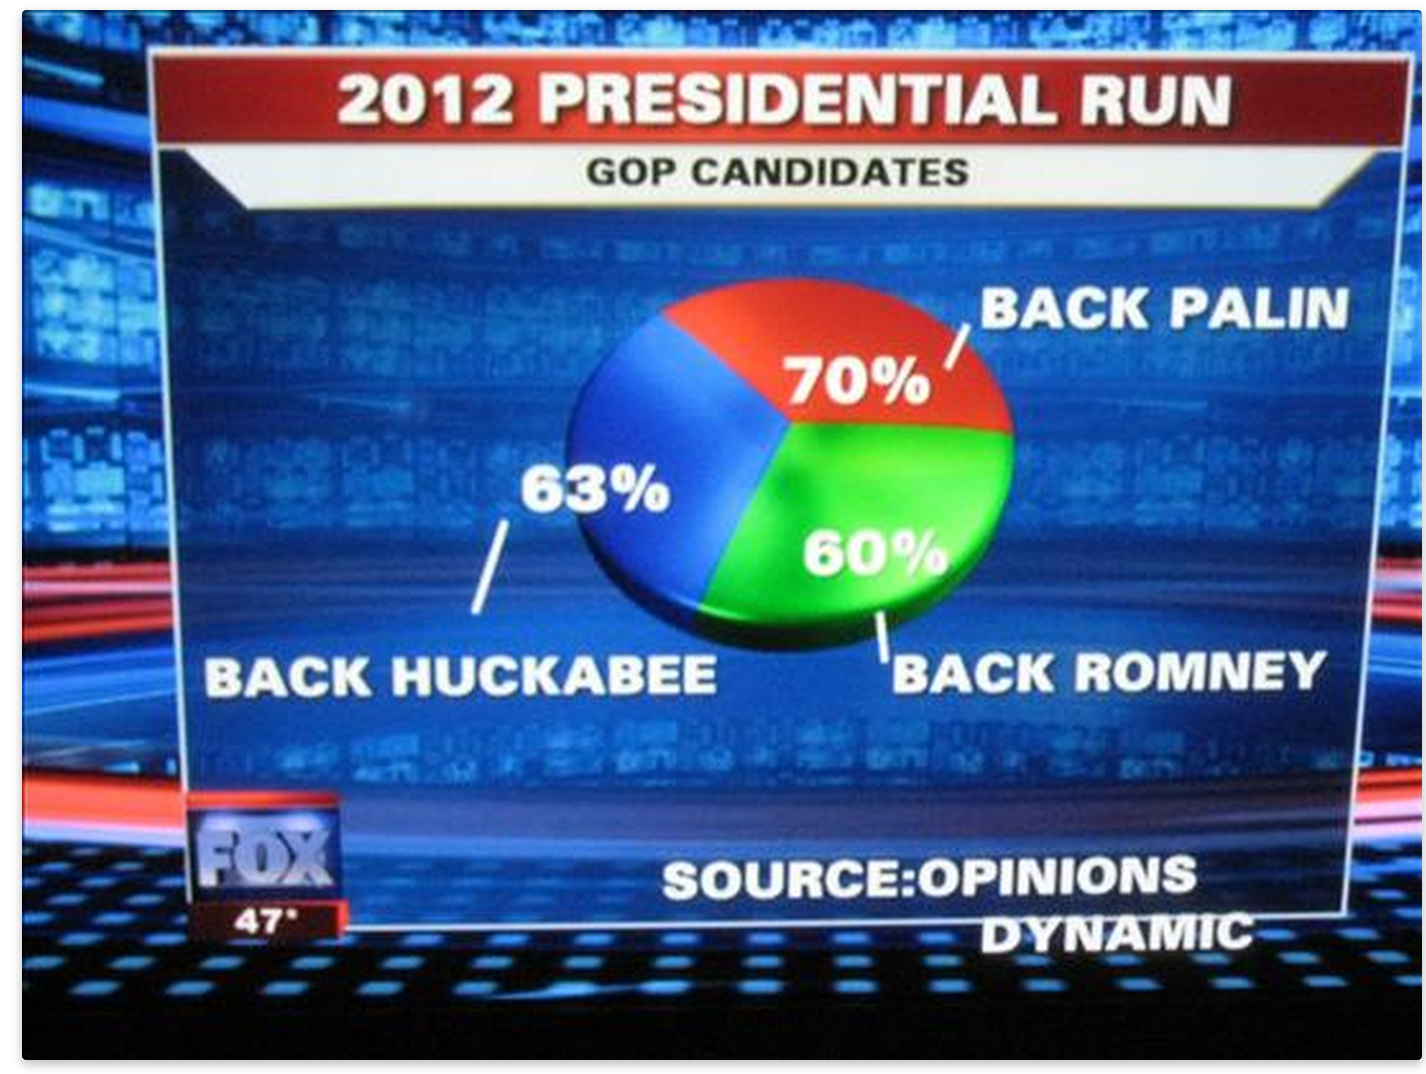 2012 PRESIDENTIAL RUN
GOP CANDIDATES
BACK PALIN
70%
63%
60%
BACK HUCKABEE
BACK ROMNEY
SOURCE:OPINIONS
DYNAMIC
FOX
47°